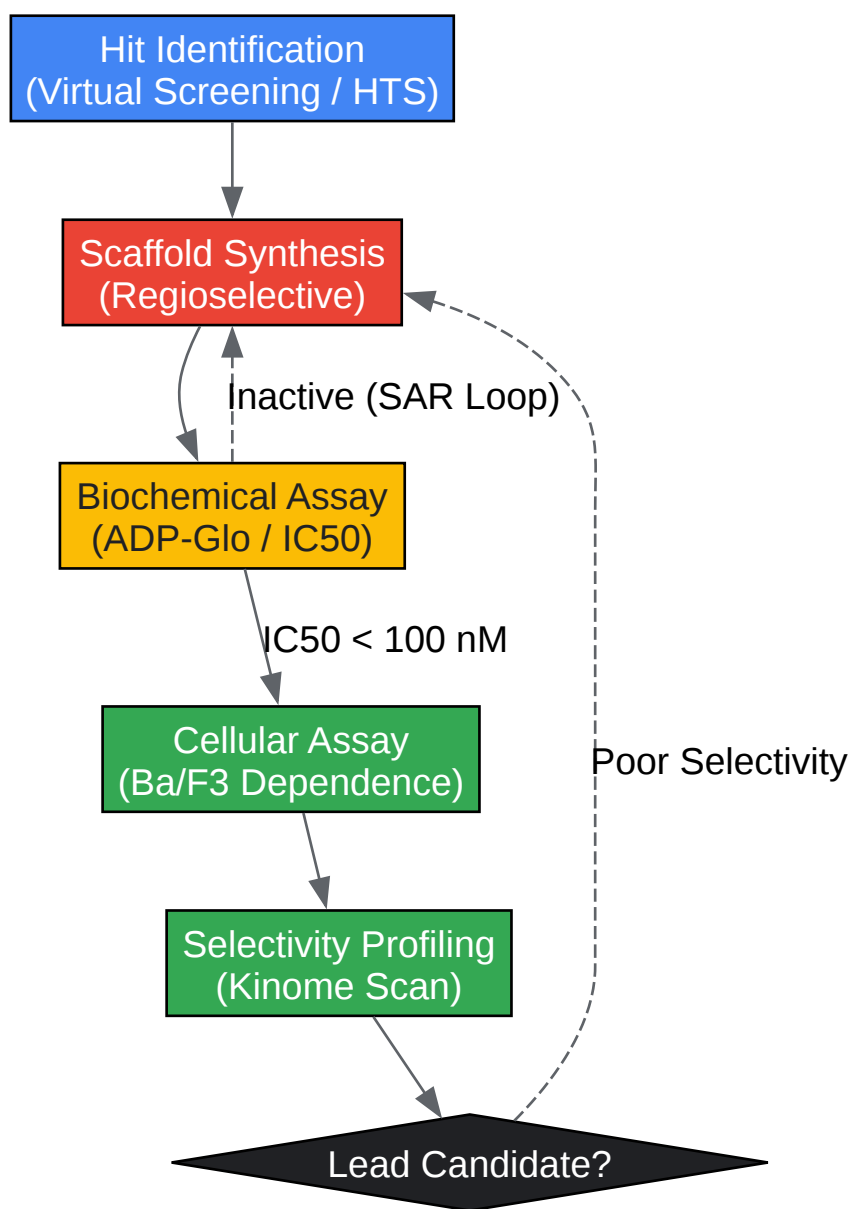 Hit Identification
(Virtual Screening / HTS)
Scaffold Synthesis
(Regioselective)
Inactive (SAR Loop)
Biochemical Assay
(ADP-Glo / IC50)
IC50 < 100 nM
Cellular Assay
(Ba/F3 Dependence)
Poor Selectivity
Selectivity Profiling
(Kinome Scan)
Lead Candidate?